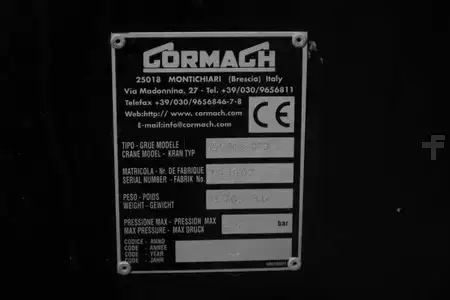 CORMACH
25018 MONTICHIARI (Brescia) Italy
Via Madonnina, 27 - Tel. +39/030/9656811
Telefax +39/030/9656846-7-8
Web:http// www.cormach.com
E-mail:info@cormach.com
CE
TIPO - GRUE MODELE
CRANE MODEL - KRAN TYP
MATRICOLA - Nr. DE FABRIQUE
SERIAL NUMBER - FABRIK No.
PESO - POIDS
WEIGHT - GEWICHT
PRESSIONE MAX - PRESSION MAX
MAX PRESSURE - MAX DRUCK
bar
CODICE - ANNO
CODE - ANNEE
CODE - YEAR
CODE - JAHR